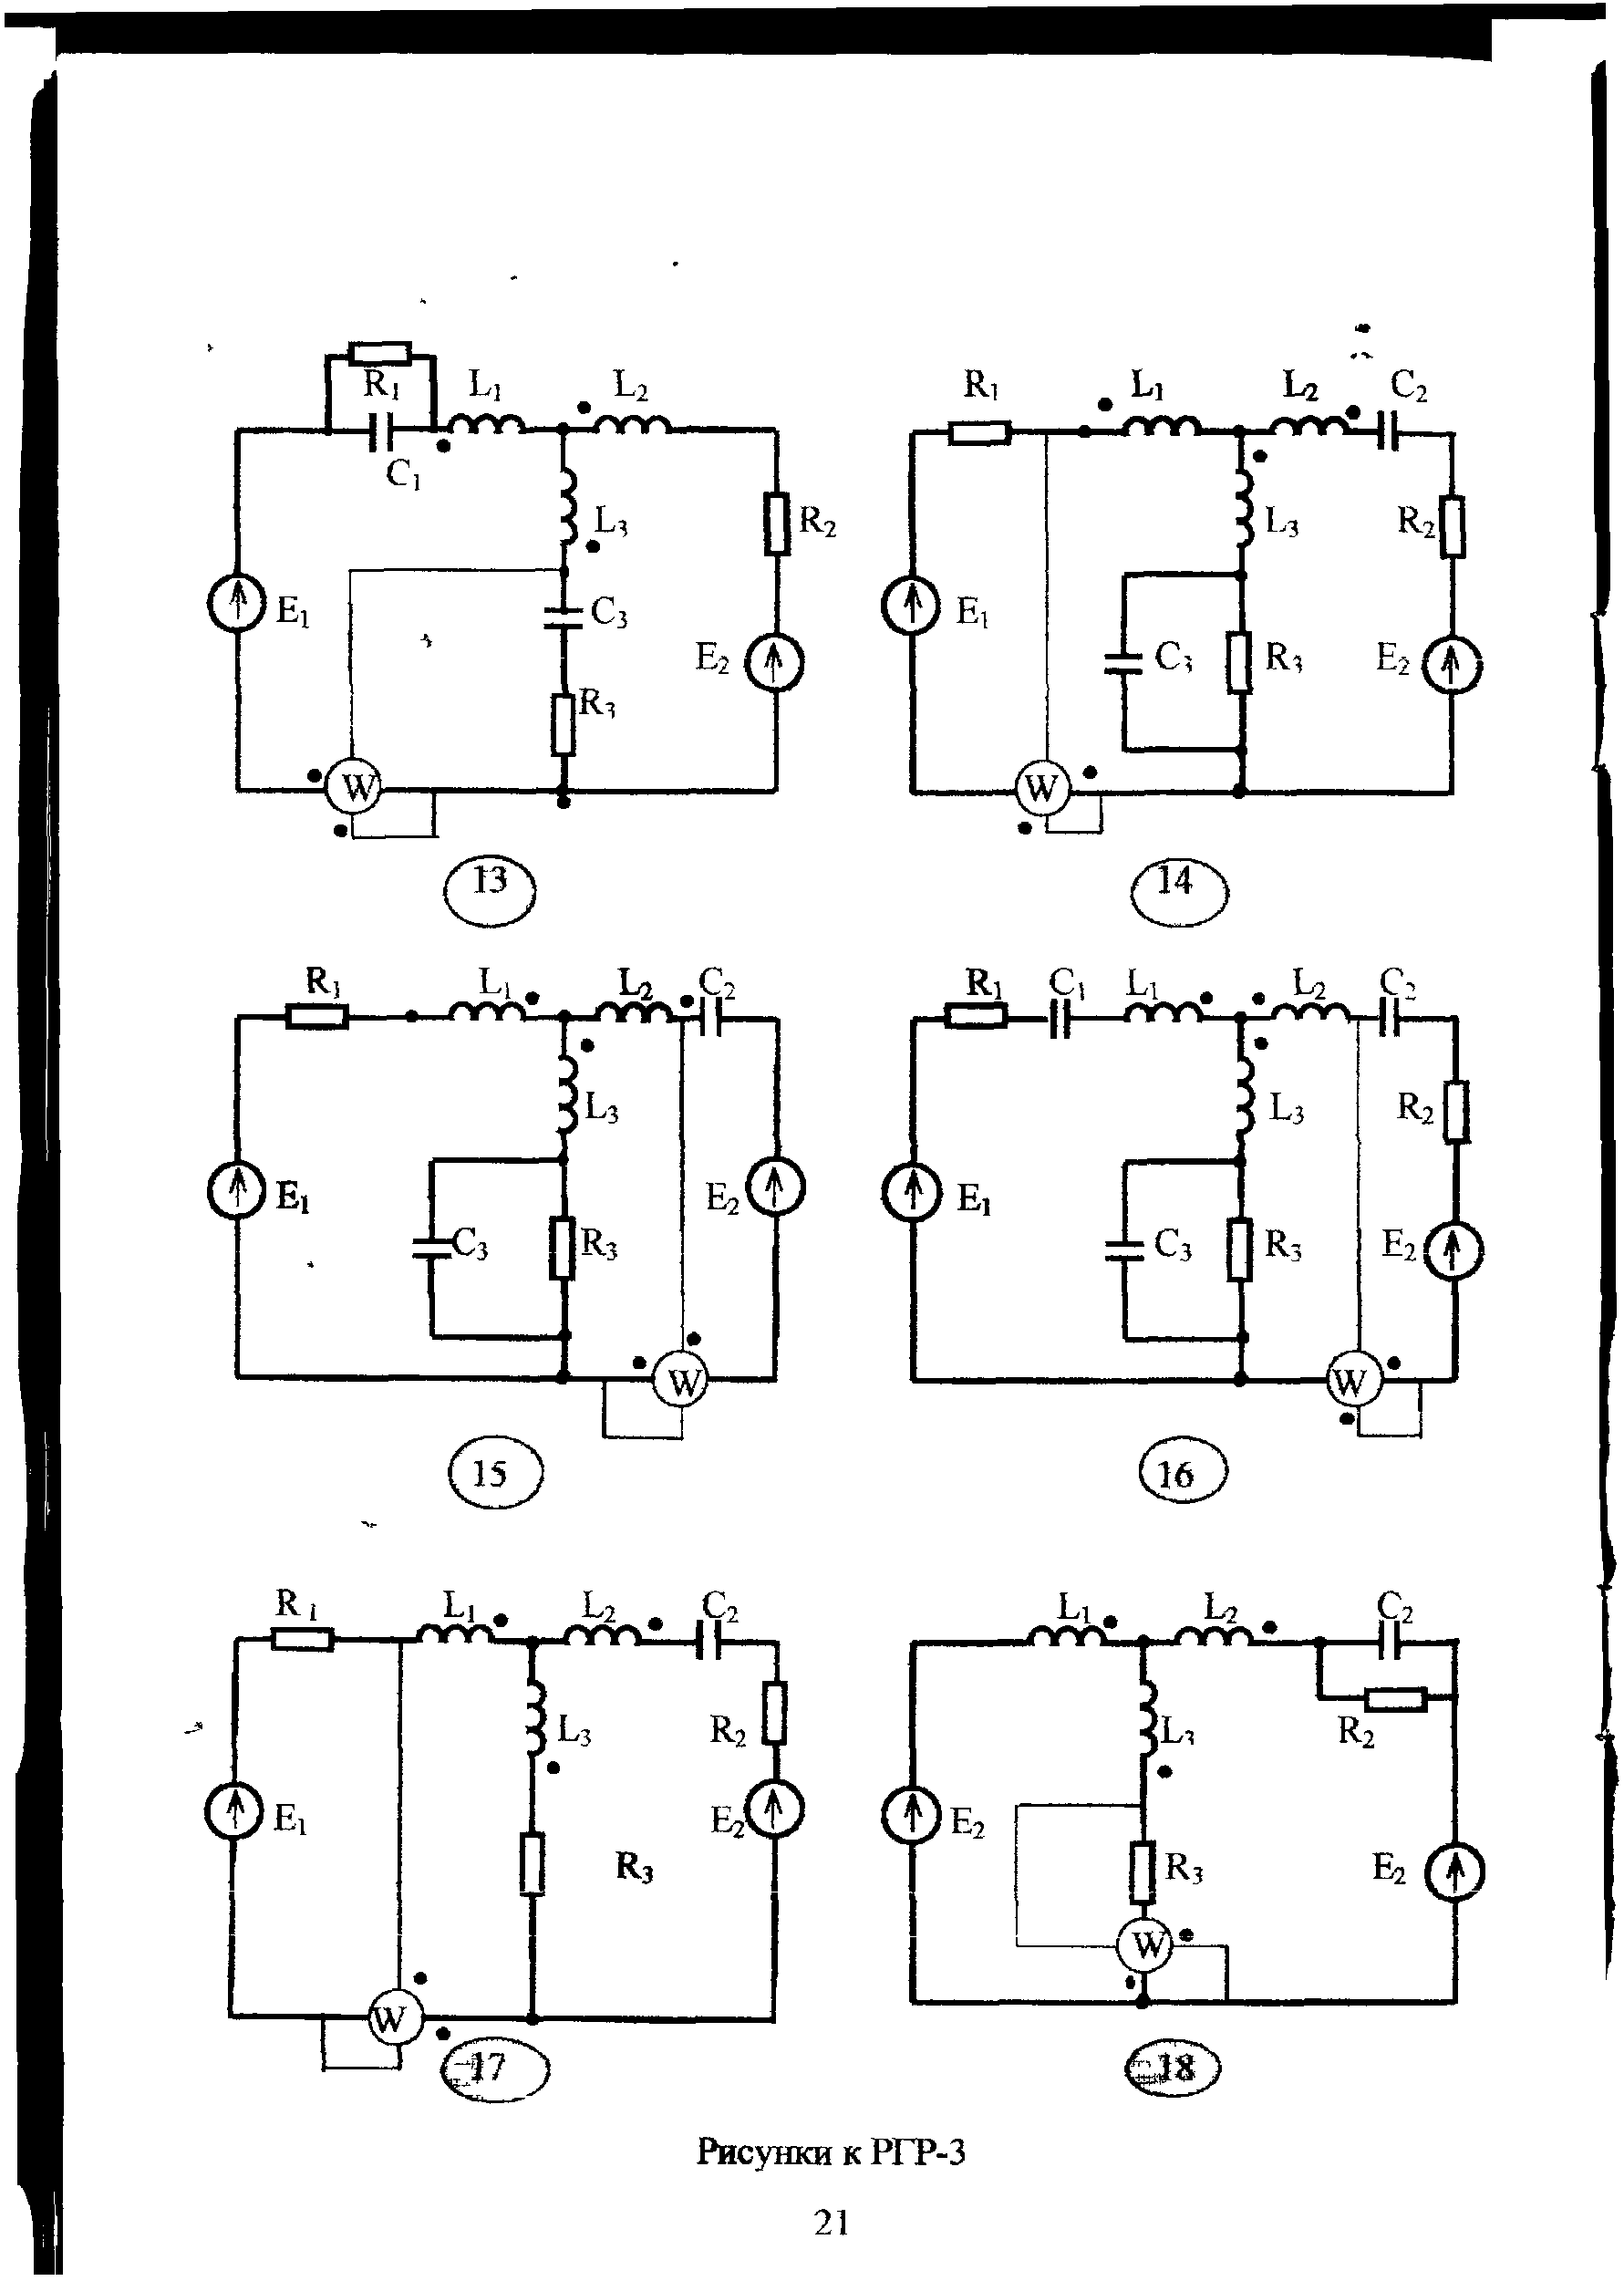 R₁
L₁
L₂
C₁
L₃
R₂
E₁
C₃
E₂
R₃
W
13
R₁
L₁
L₂
C₂
L₃
R₂
E₁
C₃
R₃
E₂
W
14
R₁
L₁
L₂
C₂
L₃
E₁
E₂
C₃
R₃
W
15
R₁
C₁
L₁
L₂
C₂
L₃
R₂
E₁
C₃
R₃
E₂
W
16
R₁
L₁
L₂
C₂
L₃
R₂
E₁
E₂
R₃
W
17
L₁
L₂
C₂
L₃
R₂
E₂
R₃
E₂
W
18
Рисунки к РГР-3
21